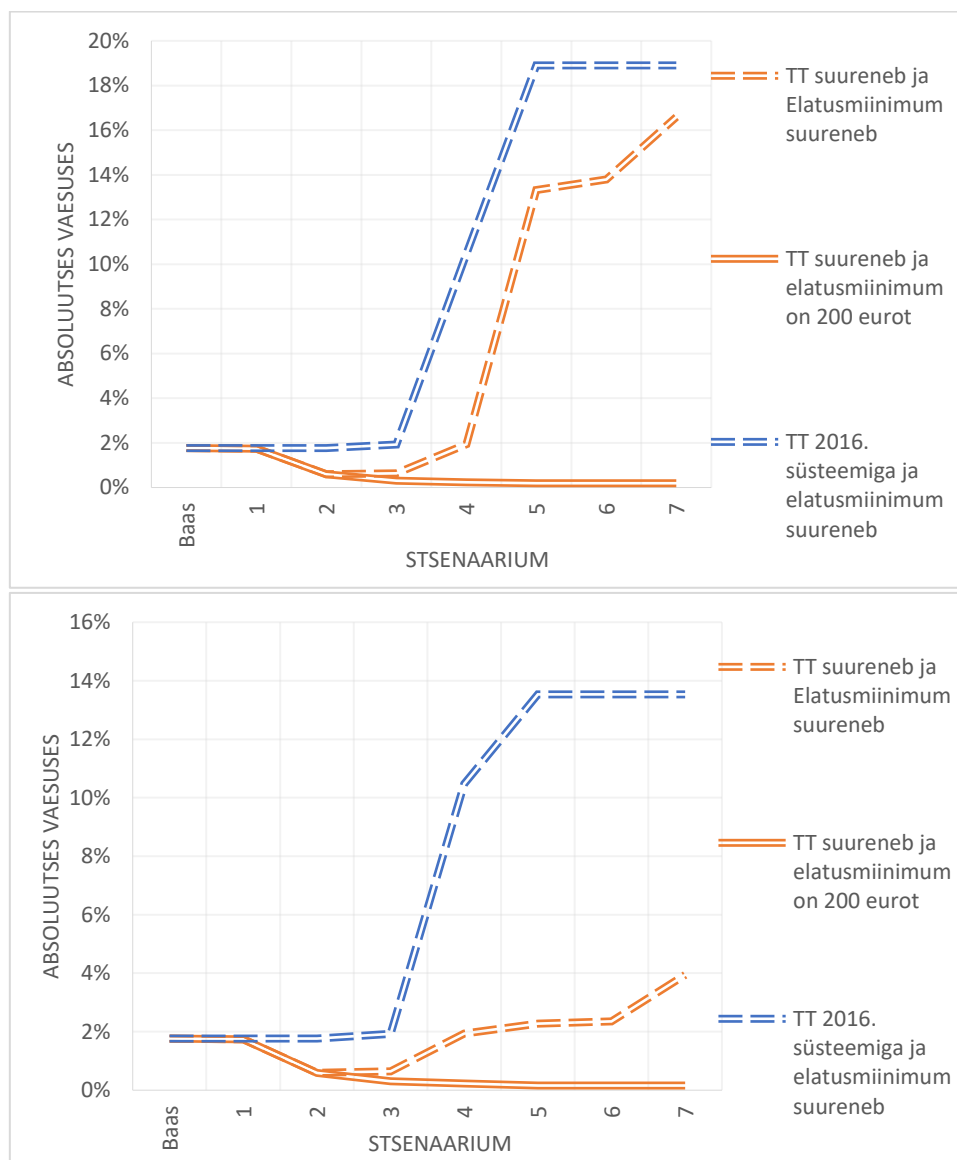 20%
18%
16%
14%
12%
10%
8%
6%
4%
2%
0%
ABSOLUUTSES VAESUSES
Baas
1
2
3
4
5
6
7
STSENAARIUM
TT suureneb ja
Elatusmiinimum
suureneb
TT suureneb ja
elatusmiinimum
on 200 eurot
TT 2016.
süsteemiga ja
elatusmiinimum
suureneb
16%
14%
12%
10%
8%
6%
4%
2%
0%
ABSOLUUTSES VAESUSES
Baas
1
2
3
4
5
6
7
STSENAARIUM
TT suureneb ja
Elatusmiinimum
suureneb
TT suureneb ja
elatusmiinimum
on 200 eurot
TT 2016.
süsteemiga ja
elatusmiinimum
suureneb